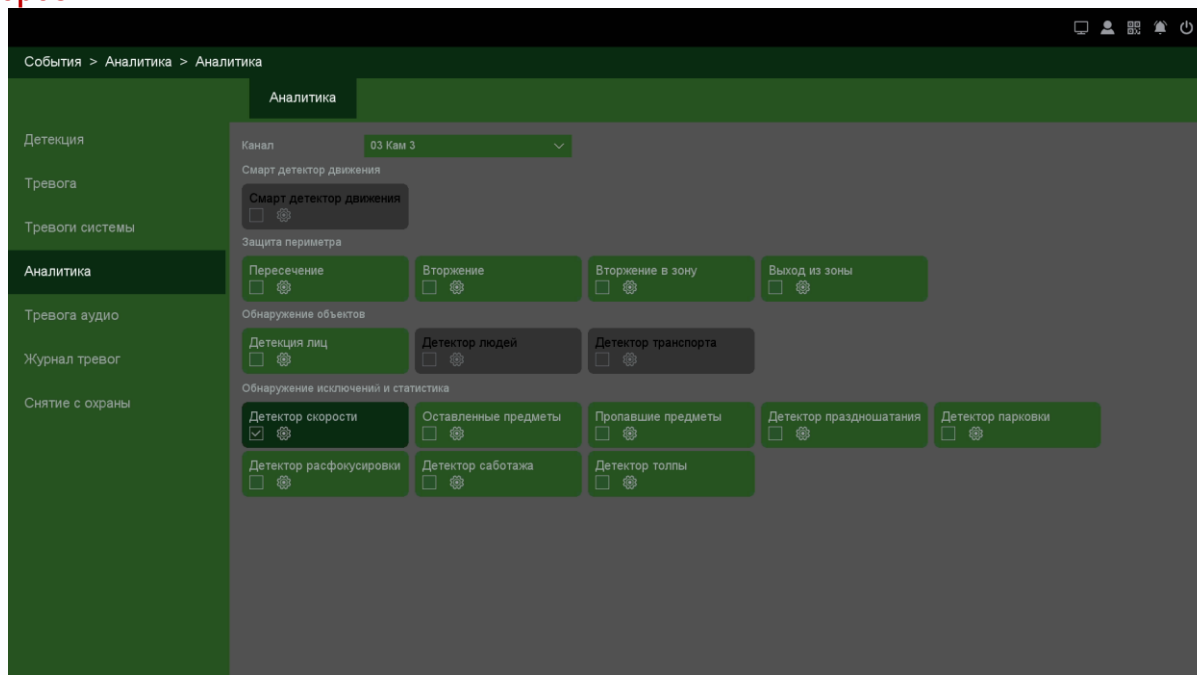 События > Аналитика > Аналитика
Аналитика
Детекция
Тревога
Тревоги системы
Аналитика
Тревога аудио
Журнал тревог
Снятие с охраны
Канал 03 Кам 3
Смарт детектор движения
Смарт детектор движения
Защита периметра
Пересечение Вторжение Вторжение в зону Выход из зоны
Обнаружение объектов
Детекция лиц Детектор людей Детектор транспорта
Обнаружение исключений и статистика
Детектор скорости Оставленные предметы Пропавшие предметы Детектор праздношатания Детектор парковки
Детектор расфокусировки Детектор саботажа Детектор толпы